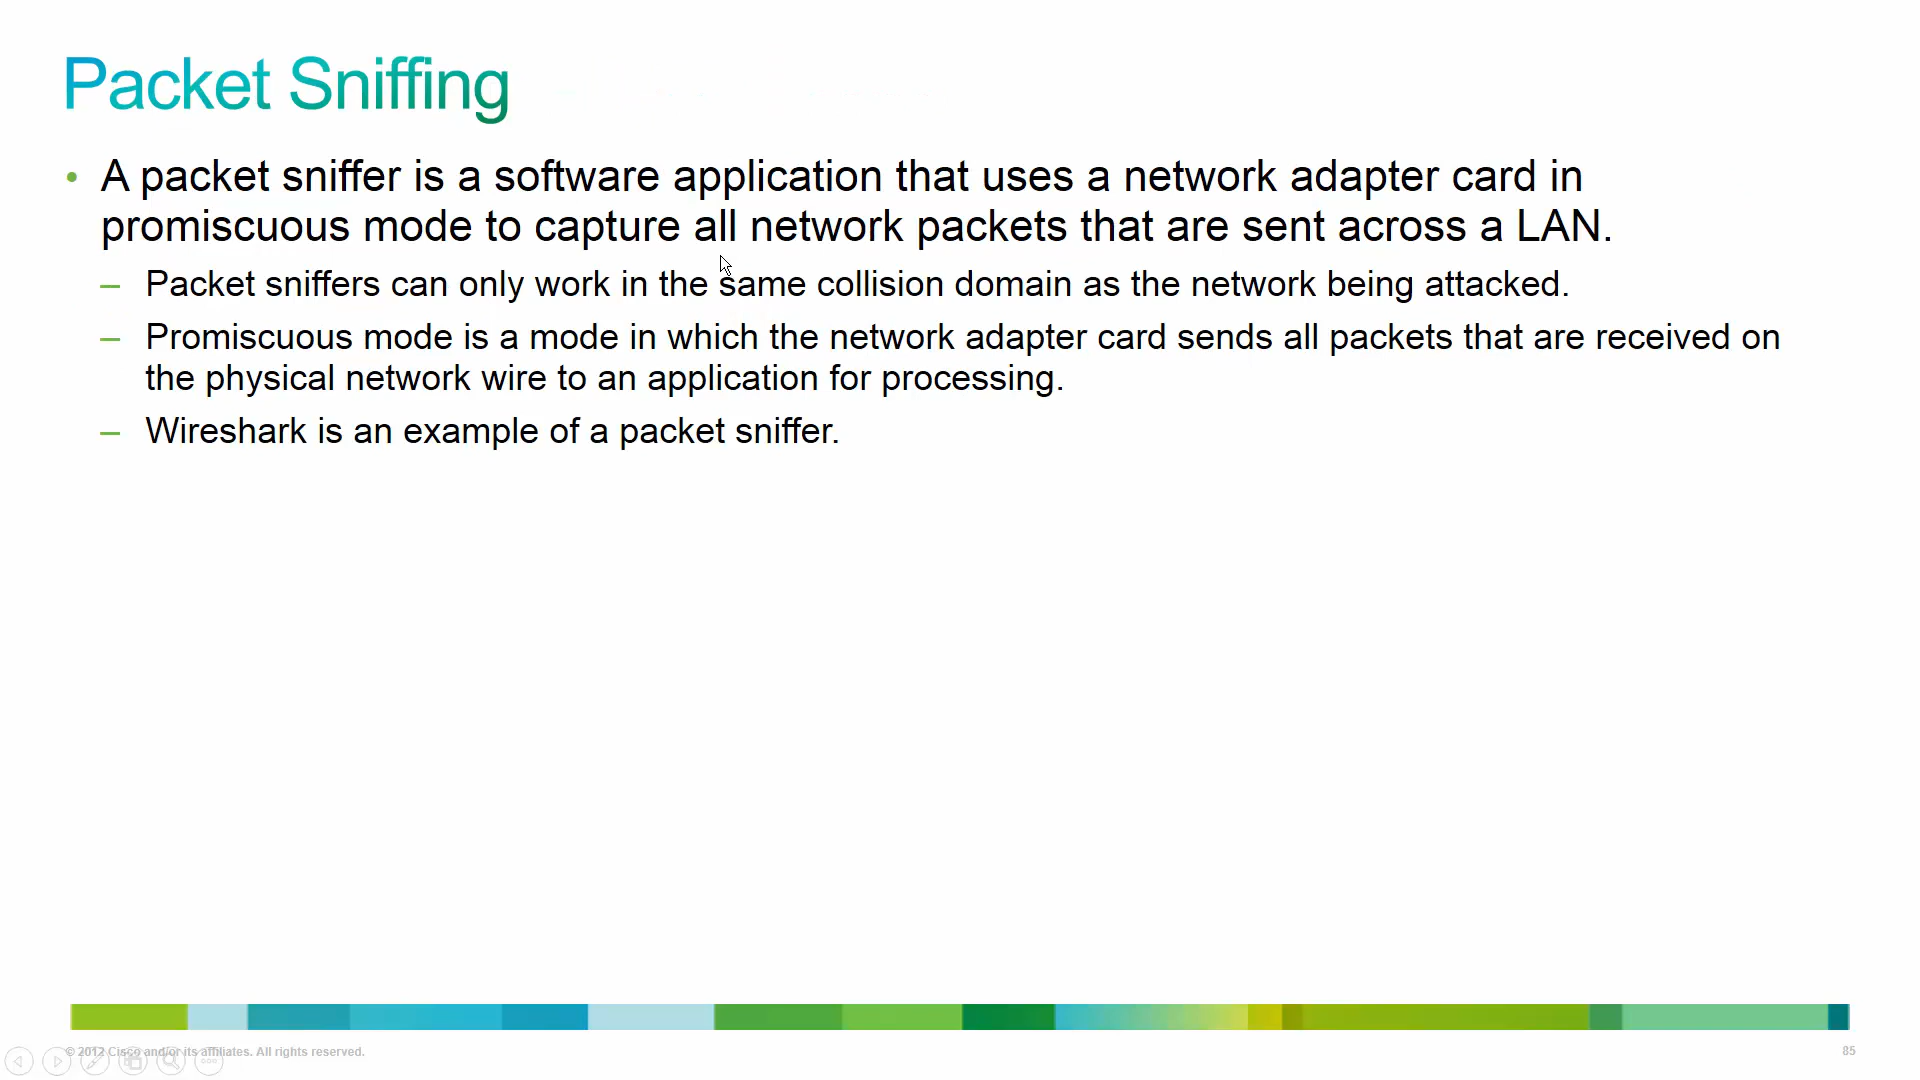 Packet Sniffing
• A packet sniffer is a software application that uses a network adapter card in
promiscuous mode to capture all network packets that are sent across a LAN.
– Packet sniffers can only work in the same collision domain as the network being attacked.
– Promiscuous mode is a mode in which the network adapter card sends all packets that are received on
the physical network wire to an application for processing.
– Wireshark is an example of a packet sniffer.
© 2012 Cisco and/or its affiliates. All rights reserved.
85